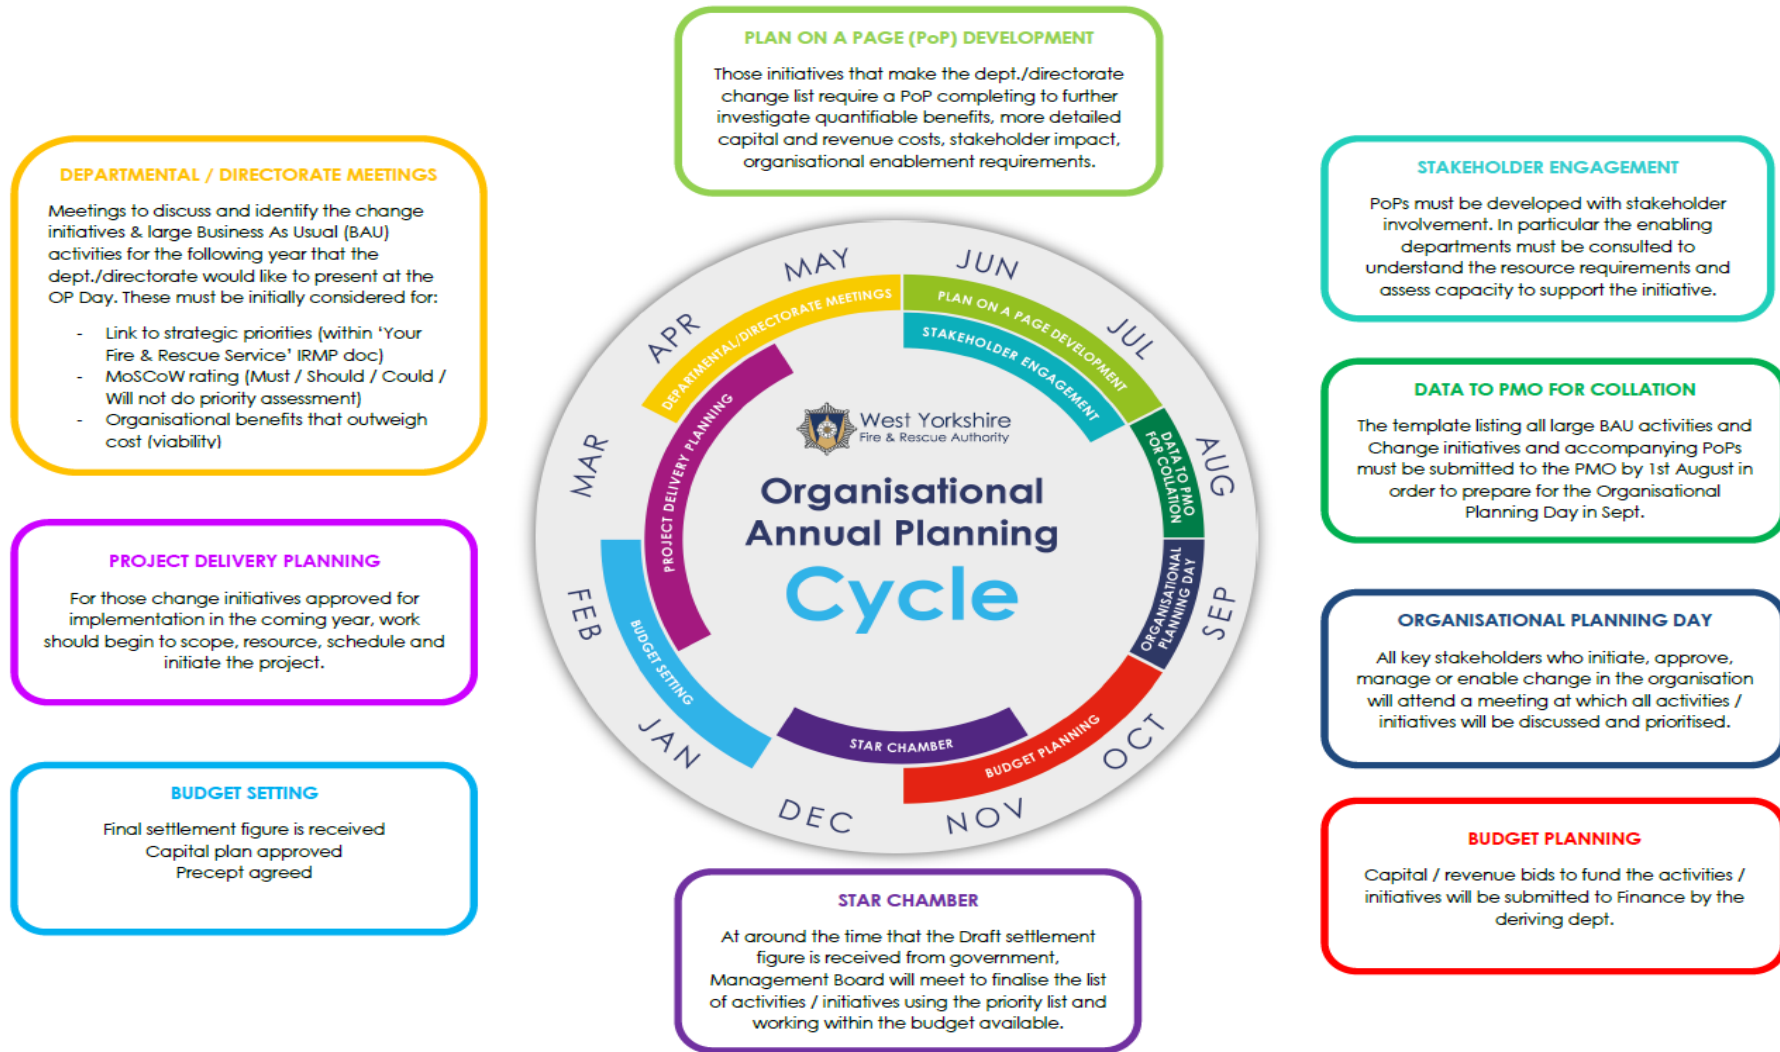 PLAN ON A PAGE (PoP) DEVELOPMENT
Those initiatives that make the dept./directorate
change list require a PoP completing to further
investigate quantifiable benefits, more detailed
capital and revenue costs, stakeholder impact,
organisational enablement requirements.
DEPARTMENTAL / DIRECTORATE MEETINGS
Meetings to discuss and identify the change
initiatives & large Business As Usual (BAU)
activities for the following year that the
dept./directorate would like to present at the
OP Day. These must be initially considered for:
- Link to strategic priorities (within ‘Your
Fire & Rescue Service’ IRMP doc)
- MoSCoW rating (Must / Should / Could /
Will not do priority assessment)
- Organisational benefits that outweigh
cost (viability)
PROJECT DELIVERY PLANNING
For those change initiatives approved for
implementation in the coming year, work
should begin to scope, resource, schedule and
initiate the project.
BUDGET SETTING
Final settlement figure is received
Capital plan approved
Precept agreed
MAY
JUN
APR
JUL
MAR
AUG
FEB
SEP
JAN
OCT
DEC
NOV
DEPARTMENTAL/DIRECTORATE MEETINGS
PLAN ON A PAGE DEVELOPMENT
STAKEHOLDER ENGAGEMENT
PROJECT DELIVERY PLANNING
DATA TO PMO
FOR COLLATION
ORGANISATIONAL
PLANNING DAY
BUDGET SETTING
STAR CHAMBER
BUDGET PLANNING
West Yorkshire
Fire & Rescue Authority
Organisational
Annual Planning
Cycle
STAR CHAMBER
At around the time that the Draft settlement
figure is received from government,
Management Board will meet to finalise the list
of activities / initiatives using the priority list and
working within the budget available.
STAKEHOLDER ENGAGEMENT
PoPs must be developed with stakeholder
involvement. In particular the enabling
departments must be consulted to
understand the resource requirements and
assess capacity to support the initiative.
DATA TO PMO FOR COLLATION
The template listing all large BAU activities and
Change initiatives and accompanying PoPs
must be submitted to the PMO by 1st August in
order to prepare for the Organisational
Planning Day in Sept.
ORGANISATIONAL PLANNING DAY
All key stakeholders who initiate, approve,
manage or enable change in the organisation
will attend a meeting at which all activities /
initiatives will be discussed and prioritised.
BUDGET PLANNING
Capital / revenue bids to fund the activities /
initiatives will be submitted to Finance by the
deriving dept.